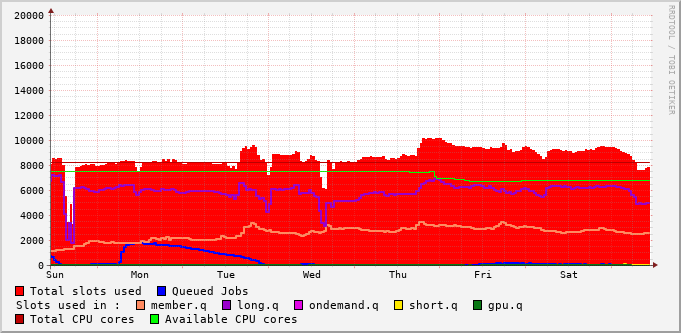 20000
18000
16000
14000
12000
10000
8000
6000
4000
2000
0
Sun Mon Tue Wed Thu Fri Sat
Total slots used Queued Jobs
Slots used in : member.q long.q ondemand.q short.q gpu.q
Total CPU cores Available CPU cores
RRDTOOL / TOBI OETIKER